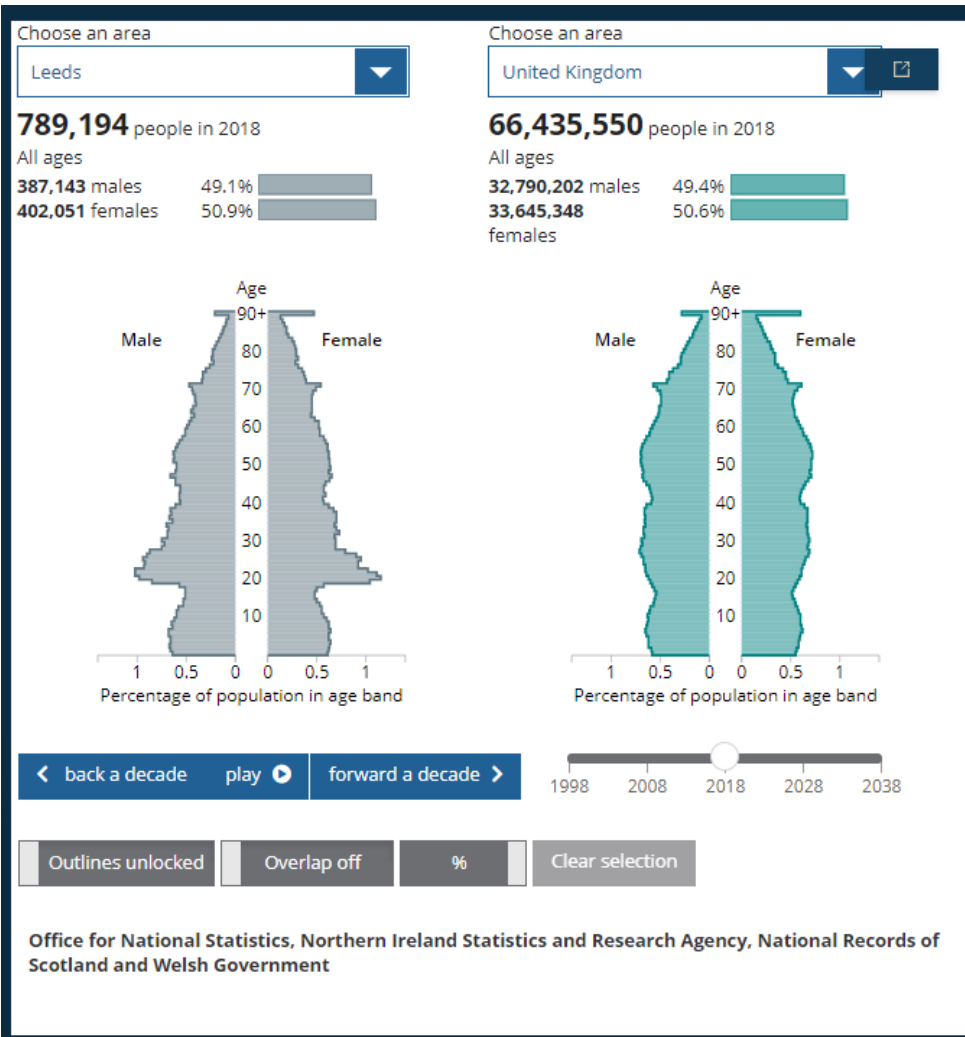 Choose an area
Leeds
789,194 people in 2018
All ages
387,143 males 49.1%
402,051 females 50.9%
Choose an area
United Kingdom
66,435,550 people in 2018
All ages
32,790,202 males 49.4%
33,645,348 50.6%
females
Age
90+
Male
Female
80
70
60
50
40
30
20
10
1 0.5 0 0 0.5 1
Percentage of population in age band
Age
90+
Male
Female
80
70
60
50
40
30
20
10
1 0.5 0 0 0.5 1
Percentage of population in age band
back a decade
play
forward a decade
1998 2008 2018 2028 2038
Outlines unlocked
Overlap off
%
Clear selection
Office for National Statistics, Northern Ireland Statistics and Research Agency, National Records of
Scotland and Welsh Government